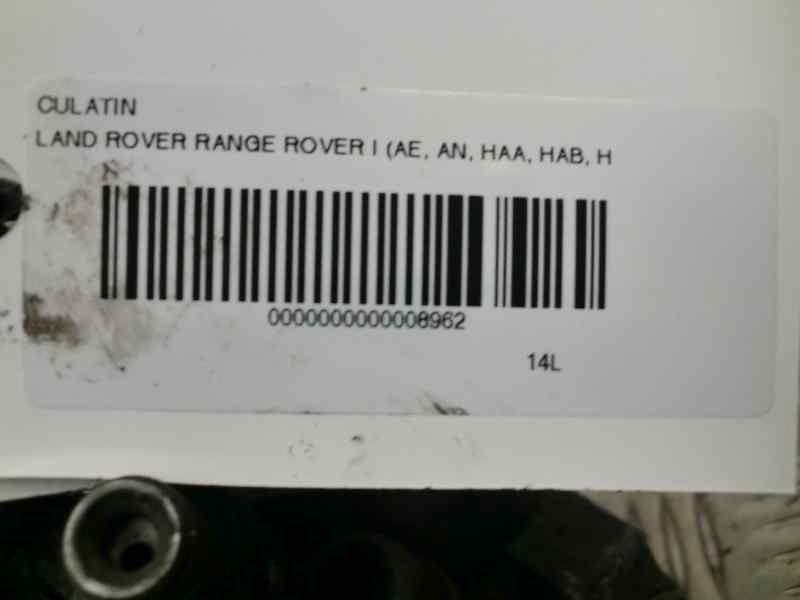 CULATIN
LAND ROVER RANGE ROVER I (AE, AN, HAA, HAB, H
0000000000008962
14L